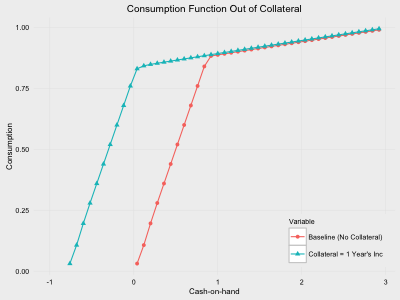 Consumption Function Out of Collateral
1.00
0.75
0.50
0.25
0.00
Consumption
-1
0
1
2
3
Cash-on-hand
Variable
Baseline (No Collateral)
Collateral = 1 Year's Inc